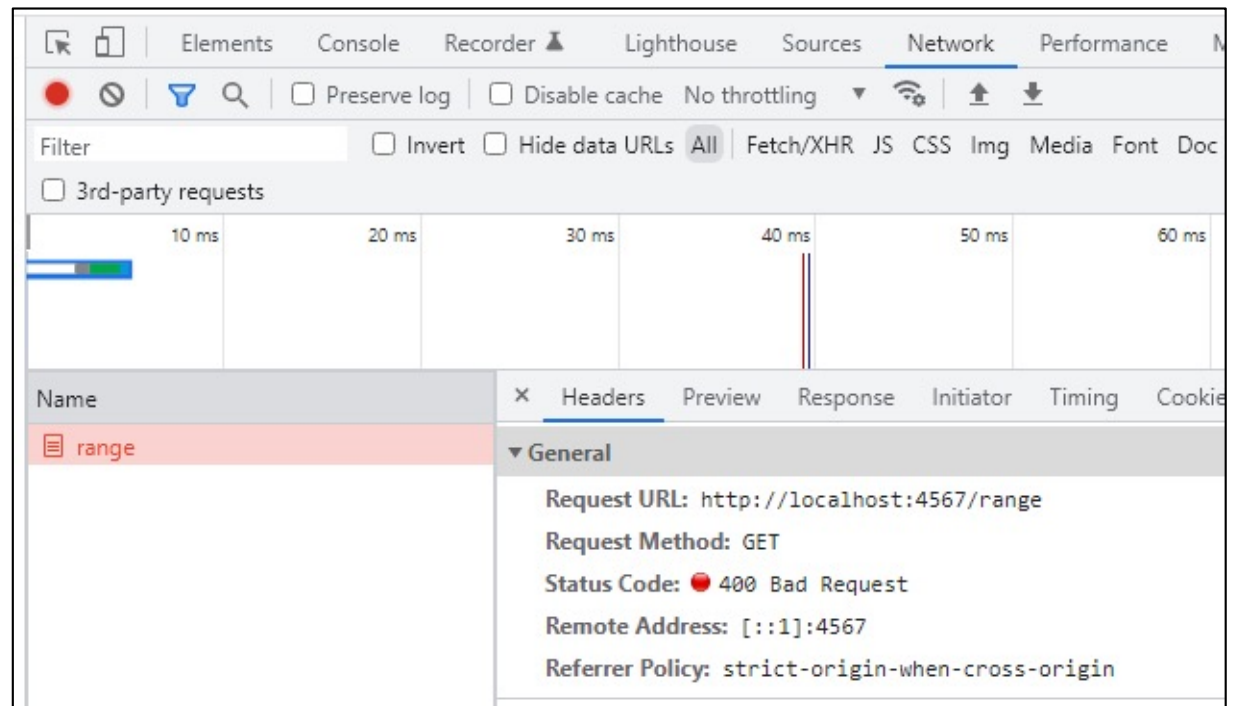 Elements Console Recorder Lighthouse Sources Network Performance
Preserve log Disable cache No throttling
Filter Invert Hide data URLs All Fetch/XHR JS CSS Img Media Font Doc
3rd-party requests
10 ms 20 ms 30 ms 40 ms 50 ms 60 ms
Name × Headers Preview Response Initiator Timing Cookie
range
▼General
Request URL: http://localhost:4567/range
Request Method: GET
Status Code: 400 Bad Request
Remote Address: [::1]:4567
Referrer Policy: strict-origin-when-cross-origin